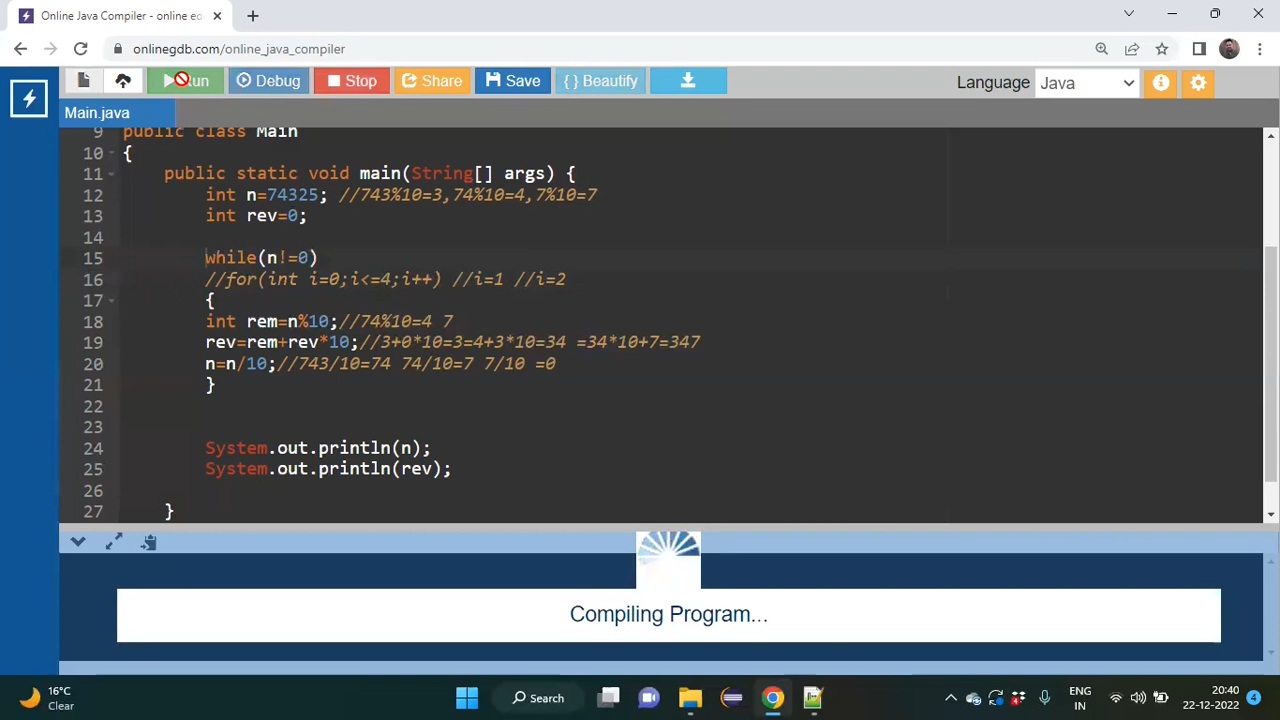 Online Java Compiler - online ed
onlinegdb.com/online_java_compiler
Run Debug Stop Share Save { } Beautify Language Java
Main.java
9 public class Main
10 {
11 public static void main(String[] args) {
12 int n=74325; //743%10=3,74%10=4,7%10=7
13 int rev=0;
14
15 while(n!=0)
16 //for(int i=0;i<=4;i++) //i=1 //i=2
17 {
18 int rem=n%10;//74%10=4 7
19 rev=rem+rev*10;//3+0*10=3=4+3*10=34 =34*10+7=347
20 n=n/10;//743/10=74 74/10=7 7/10 =0
21 }
22
23
24 System.out.println(n);
25 System.out.println(rev);
26
27 }
Compiling Program...
16°C
Clear
Search
ENG
IN
20:40
22-12-2022
4